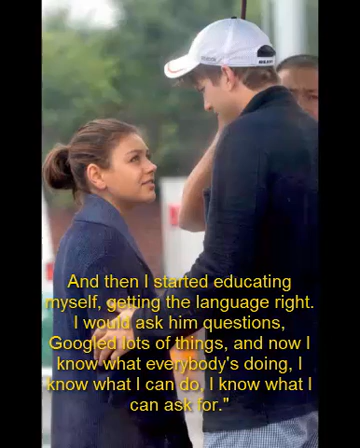 And then I started educating
myself, getting the language right.
I would ask him questions,
Googled lots of things, and now I
know what everybody's doing, I
know what I can do, I know what I
can ask for."